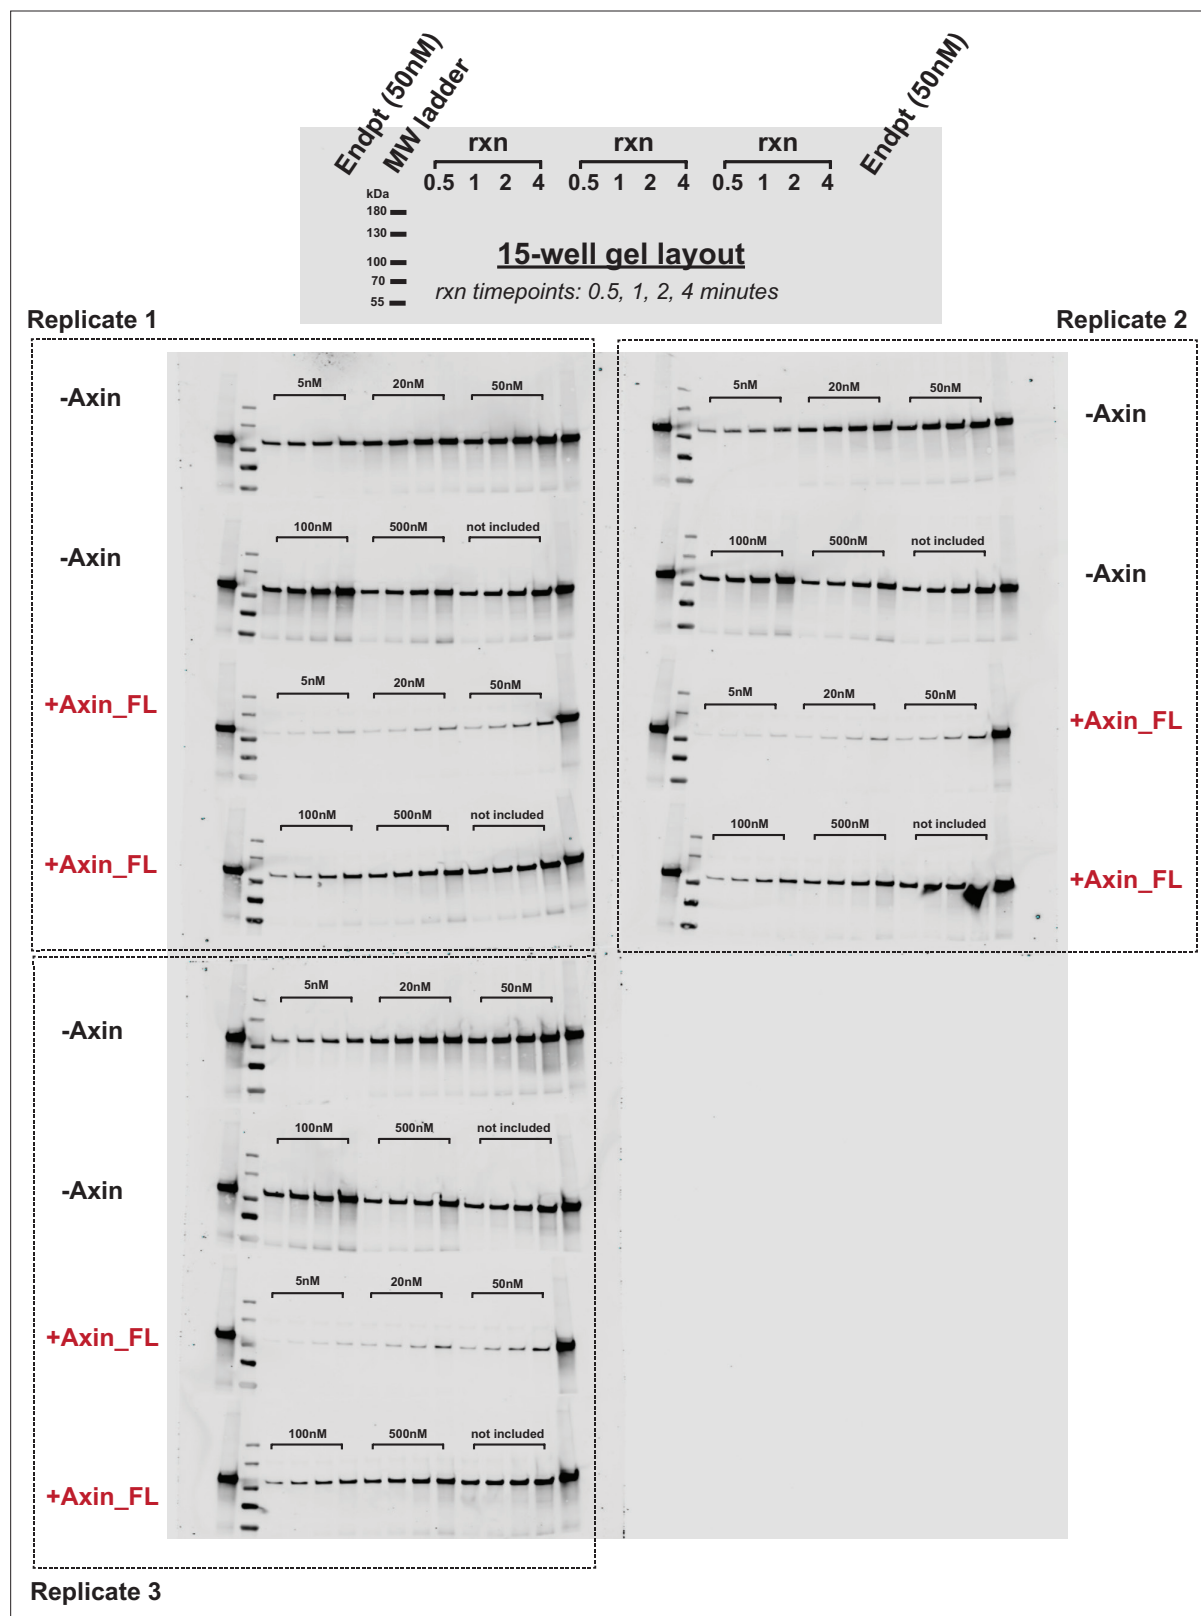 Endpt (50nM)
MW ladder
Endpt (50nM)
rxn rxn rxn
0.5 1 2 4 0.5 1 2 4 0.5 1 2 4
kDa
180
130
100
70
55
15-well gel layout
rxn timepoints: 0.5, 1, 2, 4 minutes
Replicate 1
-Axin
5nM 20nM 50nM
-Axin
100nM 500nM not included
+Axin_FL
5nM 20nM 50nM
+Axin_FL
100nM 500nM not included
Replicate 2
5nM 20nM 50nM
-Axin
100nM 500nM not included
-Axin
5nM 20nM 50nM
+Axin_FL
100nM 500nM not included
+Axin_FL
-Axin
5nM 20nM 50nM
-Axin
100nM 500nM not included
+Axin_FL
5nM 20nM 50nM
+Axin_FL
100nM 500nM not included
Replicate 3